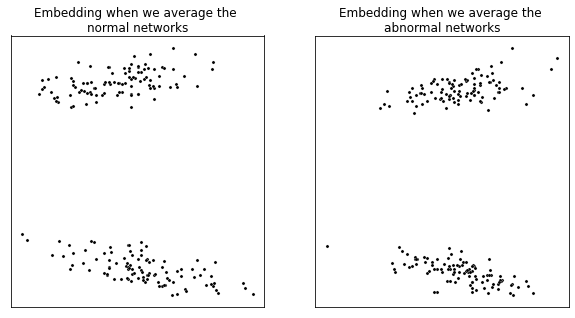 Embedding when we average the
normal networks
Embedding when we average the
abnormal networks